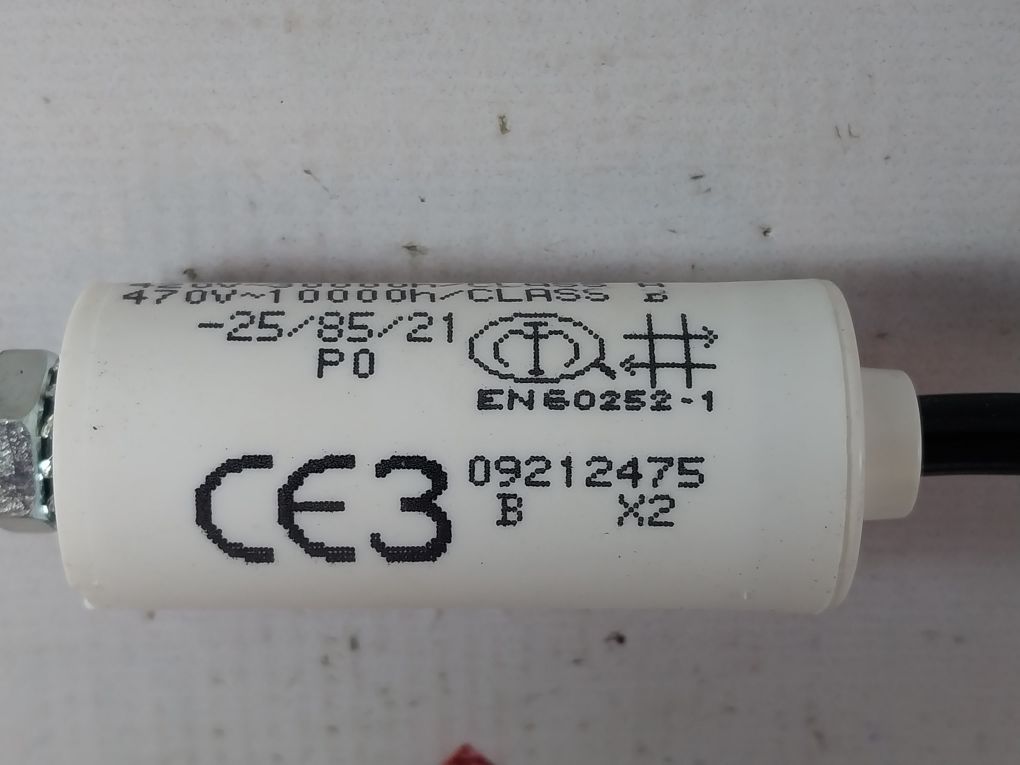 470V~10000h/CLASS B
-25/85/21
P0
EN60252-1
CE3 09212475
B X2